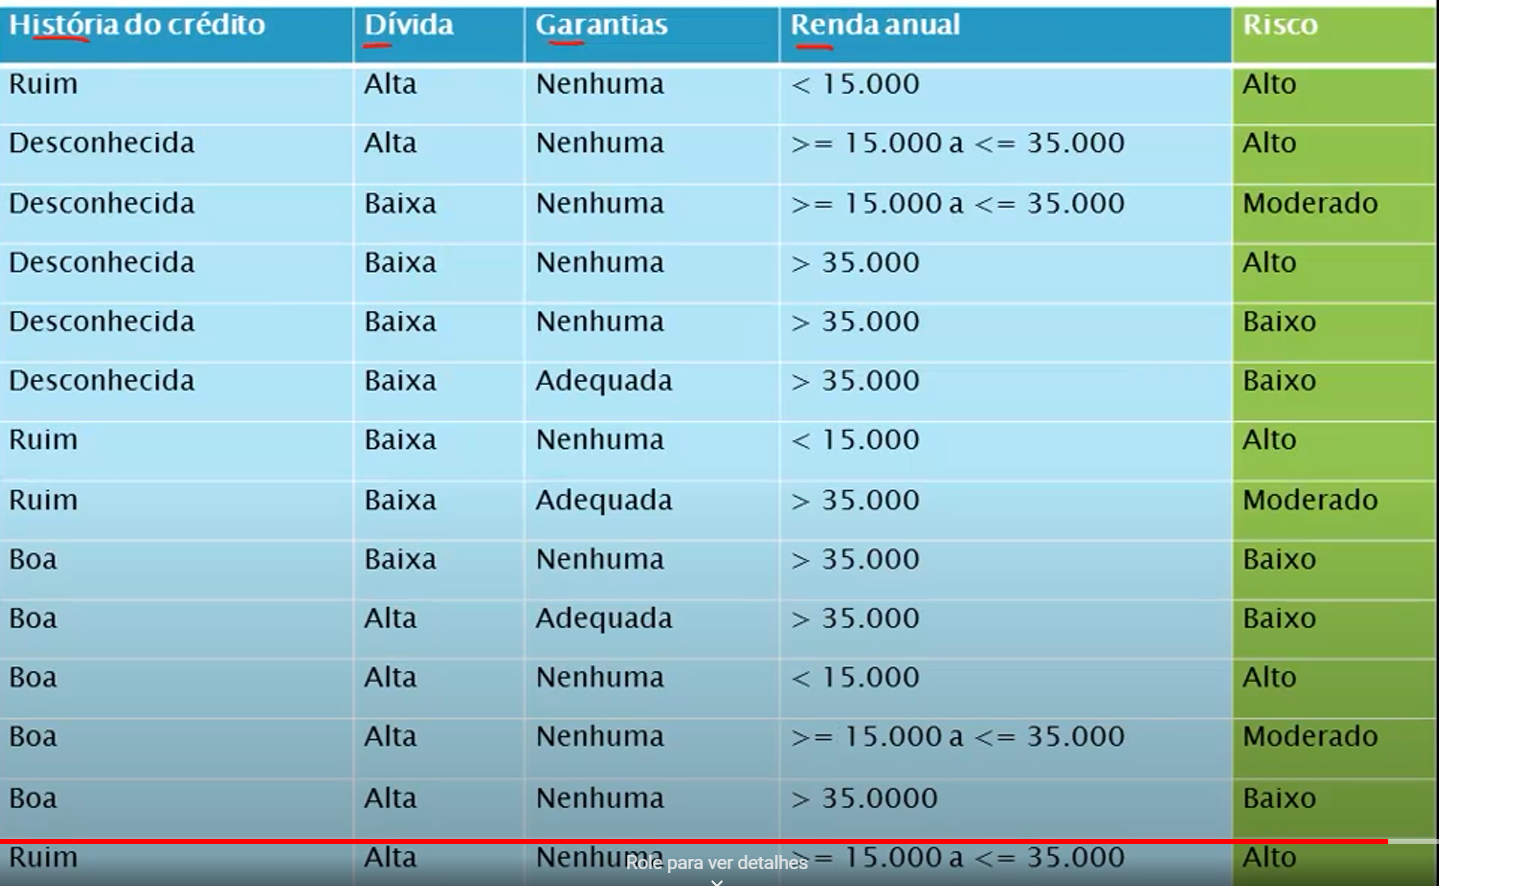 História do crédito Dívida Garantias Renda anual Risco
Ruim Alta Nenhuma < 15.000 Alto
Desconhecida Alta Nenhuma >= 15.000 a <= 35.000 Alto
Desconhecida Baixa Nenhuma >= 15.000 a <= 35.000 Moderado
Desconhecida Baixa Nenhuma > 35.000 Alto
Desconhecida Baixa Nenhuma > 35.000 Baixo
Desconhecida Baixa Adequada > 35.000 Baixo
Ruim Baixa Nenhuma < 15.000 Alto
Ruim Baixa Adequada > 35.000 Moderado
Boa Baixa Nenhuma > 35.000 Baixo
Boa Alta Adequada > 35.000 Baixo
Boa Alta Nenhuma < 15.000 Alto
Boa Alta Nenhuma >= 15.000 a <= 35.000 Moderado
Boa Alta Nenhuma > 35.0000 Baixo
Ruim Alta Nenhuma >= 15.000 a <= 35.000 Alto
Role para ver detalhes